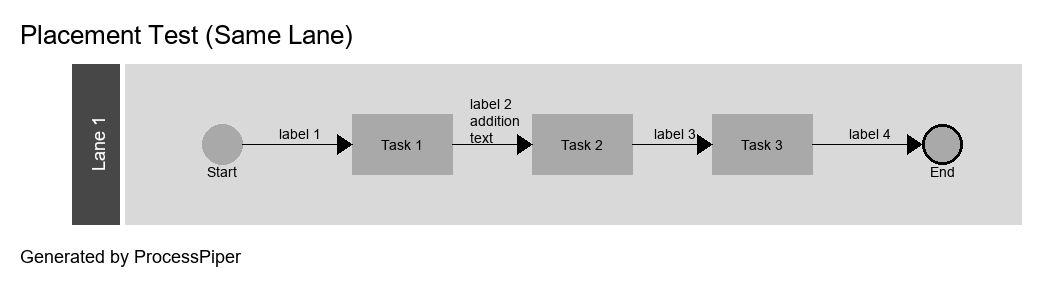 Placement Test (Same Lane)
Lane 1
Start
label 1
Task 1
label 2
addition
text
Task 2
label 3
Task 3
label 4
End
Generated by ProcessPiper